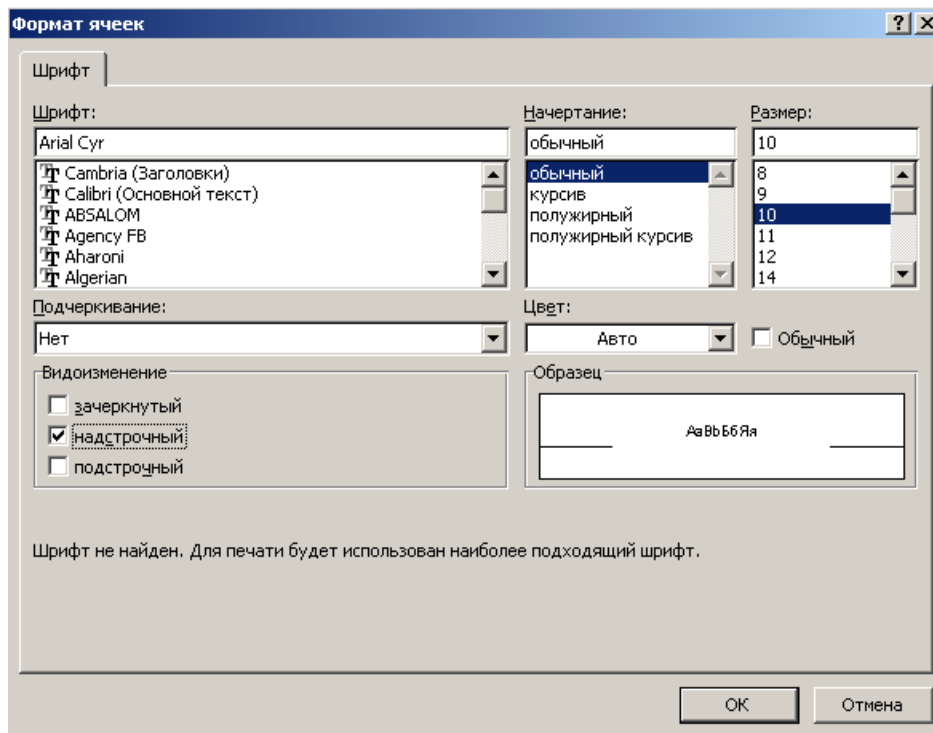 Формат ячеек
Шрифт
Шрифт:
Начертание:
Размер:
Arial Cyr
обычный
10
Cambria (Заголовки)
Calibri (Основной текст)
ABSALOM
Agency FB
Aharoni
Algerian
обычный
курсив
полужирный
полужирный курсив
8
9
10
11
12
14
Подчеркивание:
Цвет:
Нет
Авто
Обычный
Видоизменение
зачеркнутый
надстрочный
подстрочный
Образец
АаBbБбЯя
Шрифт не найден. Для печати будет использован наиболее подходящий шрифт.
ОК
Отмена